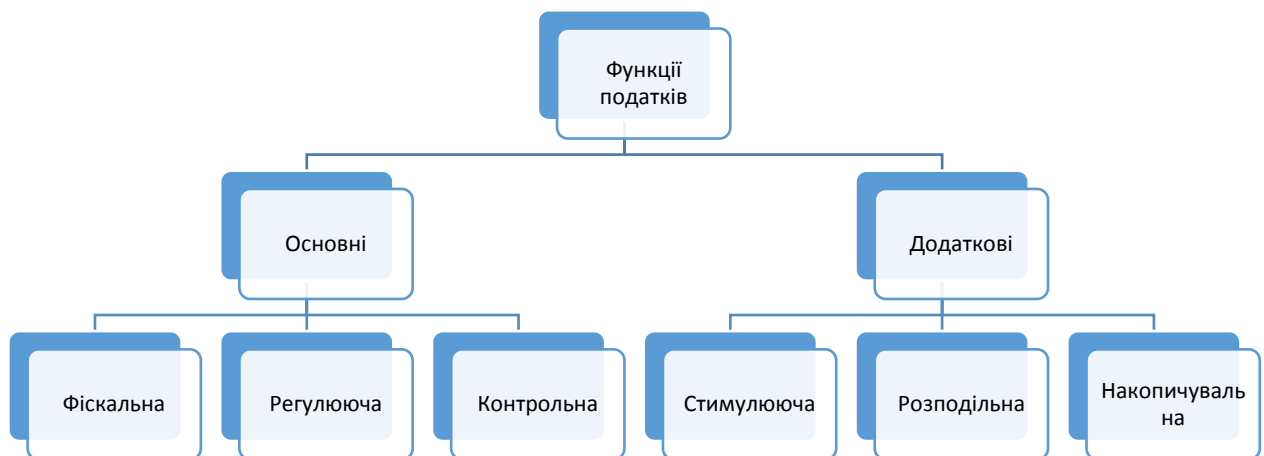 Функції
податків
Основні
Додаткові
Фіскальна
Регулююча
Контрольна
Стимулююча
Розподільна
Накопичуваль
на